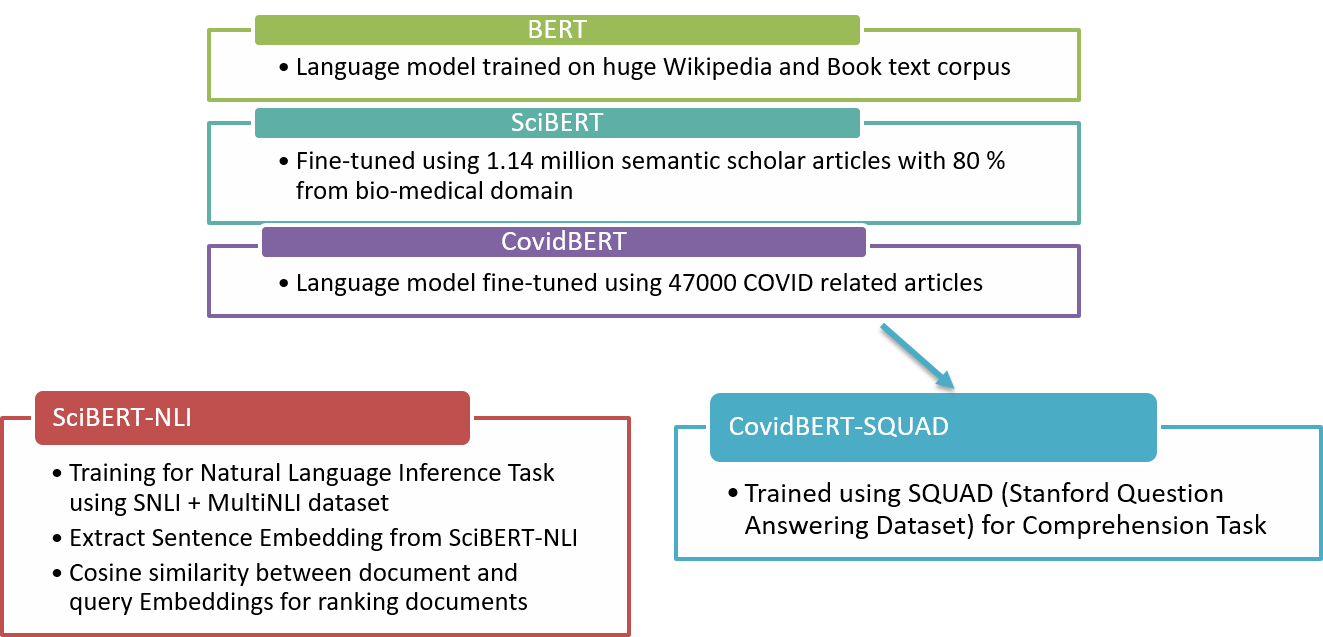 BERT
• Language model trained on huge Wikipedia and Book text corpus
SciBERT
• Fine-tuned using 1.14 million semantic scholar articles with 80 %
from bio-medical domain
CovidBERT
• Language model fine-tuned using 47000 COVID related articles
SciBERT-NLI
• Training for Natural Language Inference Task
using SNLI + MultiNLI dataset
• Extract Sentence Embedding from SciBERT-NLI
• Cosine similarity between document and
query Embeddings for ranking documents
CovidBERT-SQUAD
• Trained using SQUAD (Stanford Question
Answering Dataset) for Comprehension Task